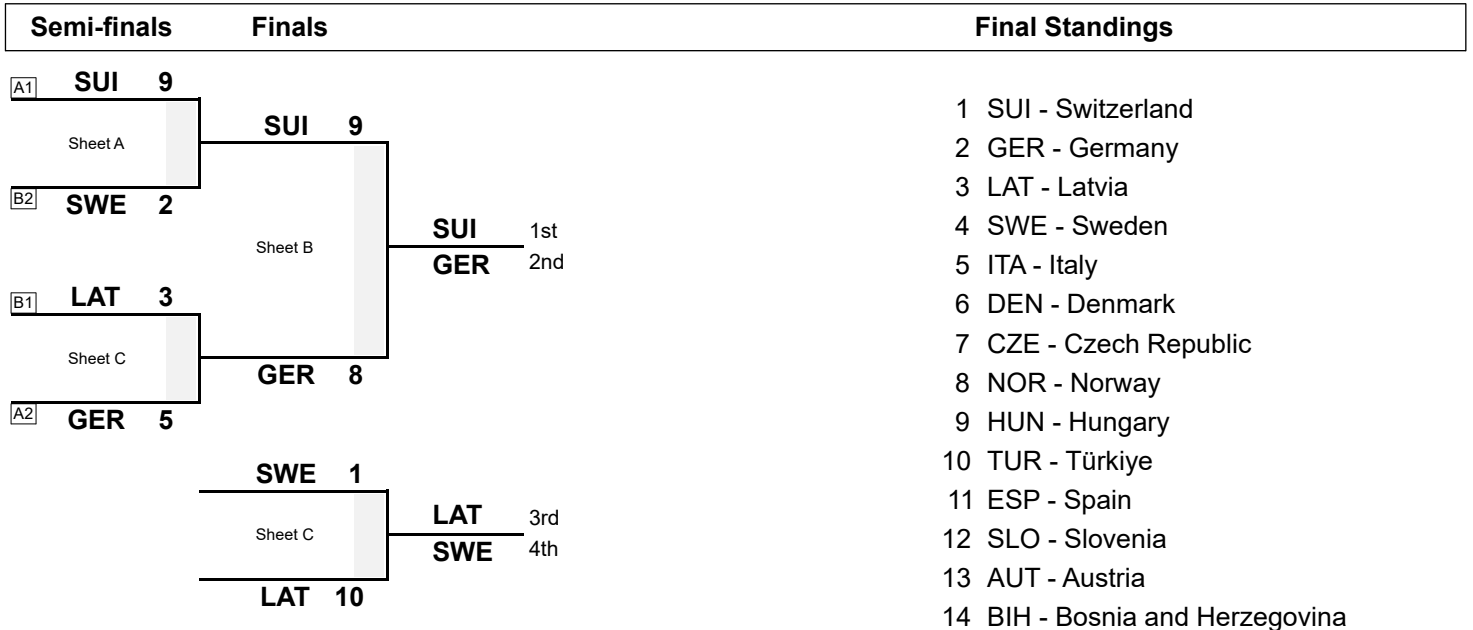 Semi-finals Finals Final Standings
A1 SUI 9
Sheet A
B2 SWE 2
B1 LAT 3
Sheet C
A2 GER 5
SUI 9
Sheet B
GER 8
SUI 1st
GER 2nd
SWE 1
Sheet C
LAT 10
LAT 3rd
SWE 4th
1 SUI - Switzerland
2 GER - Germany
3 LAT - Latvia
4 SWE - Sweden
5 ITA - Italy
6 DEN - Denmark
7 CZE - Czech Republic
8 NOR - Norway
9 HUN - Hungary
10 TUR - Türkiye
11 ESP - Spain
12 SLO - Slovenia
13 AUT - Austria
14 BIH - Bosnia and Herzegovina